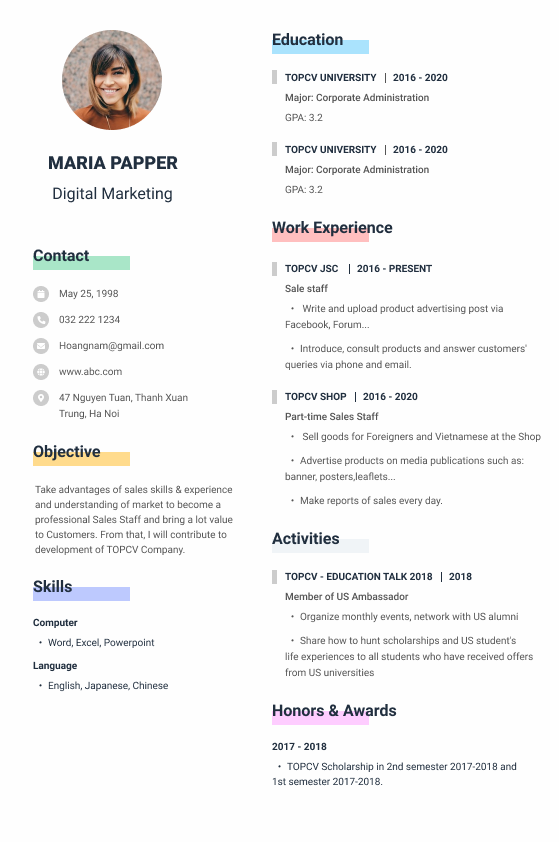 MARIA PAPPER
Digital Marketing
Contact
May 25, 1998
032 222 1234
Hoangnam@gmail.com
www.abc.com
47 Nguyen Tuan, Thanh Xuan
Trung, Ha Noi
Objective
Take advantages of sales skills & experience
and understanding of market to become a
professional Sales Staff and bring a lot value
to Customers. From that, I will contribute to
development of TOPCV Company.
Skills
Computer
• Word, Excel, Powerpoint
Language
• English, Japanese, Chinese
Education
TOPCV UNIVERSITY | 2016 - 2020
Major: Corporate Administration
GPA: 3.2
TOPCV UNIVERSITY | 2016 - 2020
Major: Corporate Administration
GPA: 3.2
Work Experience
TOPCV JSC | 2016 - PRESENT
Sale staff
• Write and upload product advertising post via
Facebook, Forum...
• Introduce, consult products and answer customers'
queries via phone and email.
TOPCV SHOP | 2016 - 2020
Part-time Sales Staff
• Sell goods for Foreigners and Vietnamese at the Shop
• Advertise products on media publications such as:
banner, posters,leaflets...
• Make reports of sales every day.
Activities
TOPCV - EDUCATION TALK 2018 | 2018
Member of US Ambassador
• Organize monthly events, network with US alumni
• Share how to hunt scholarships and US student's
life experiences to all students who have received offers
from US universities
Honors & Awards
2017 - 2018
• TOPCV Scholarship in 2nd semester 2017-2018 and
1st semester 2017-2018.